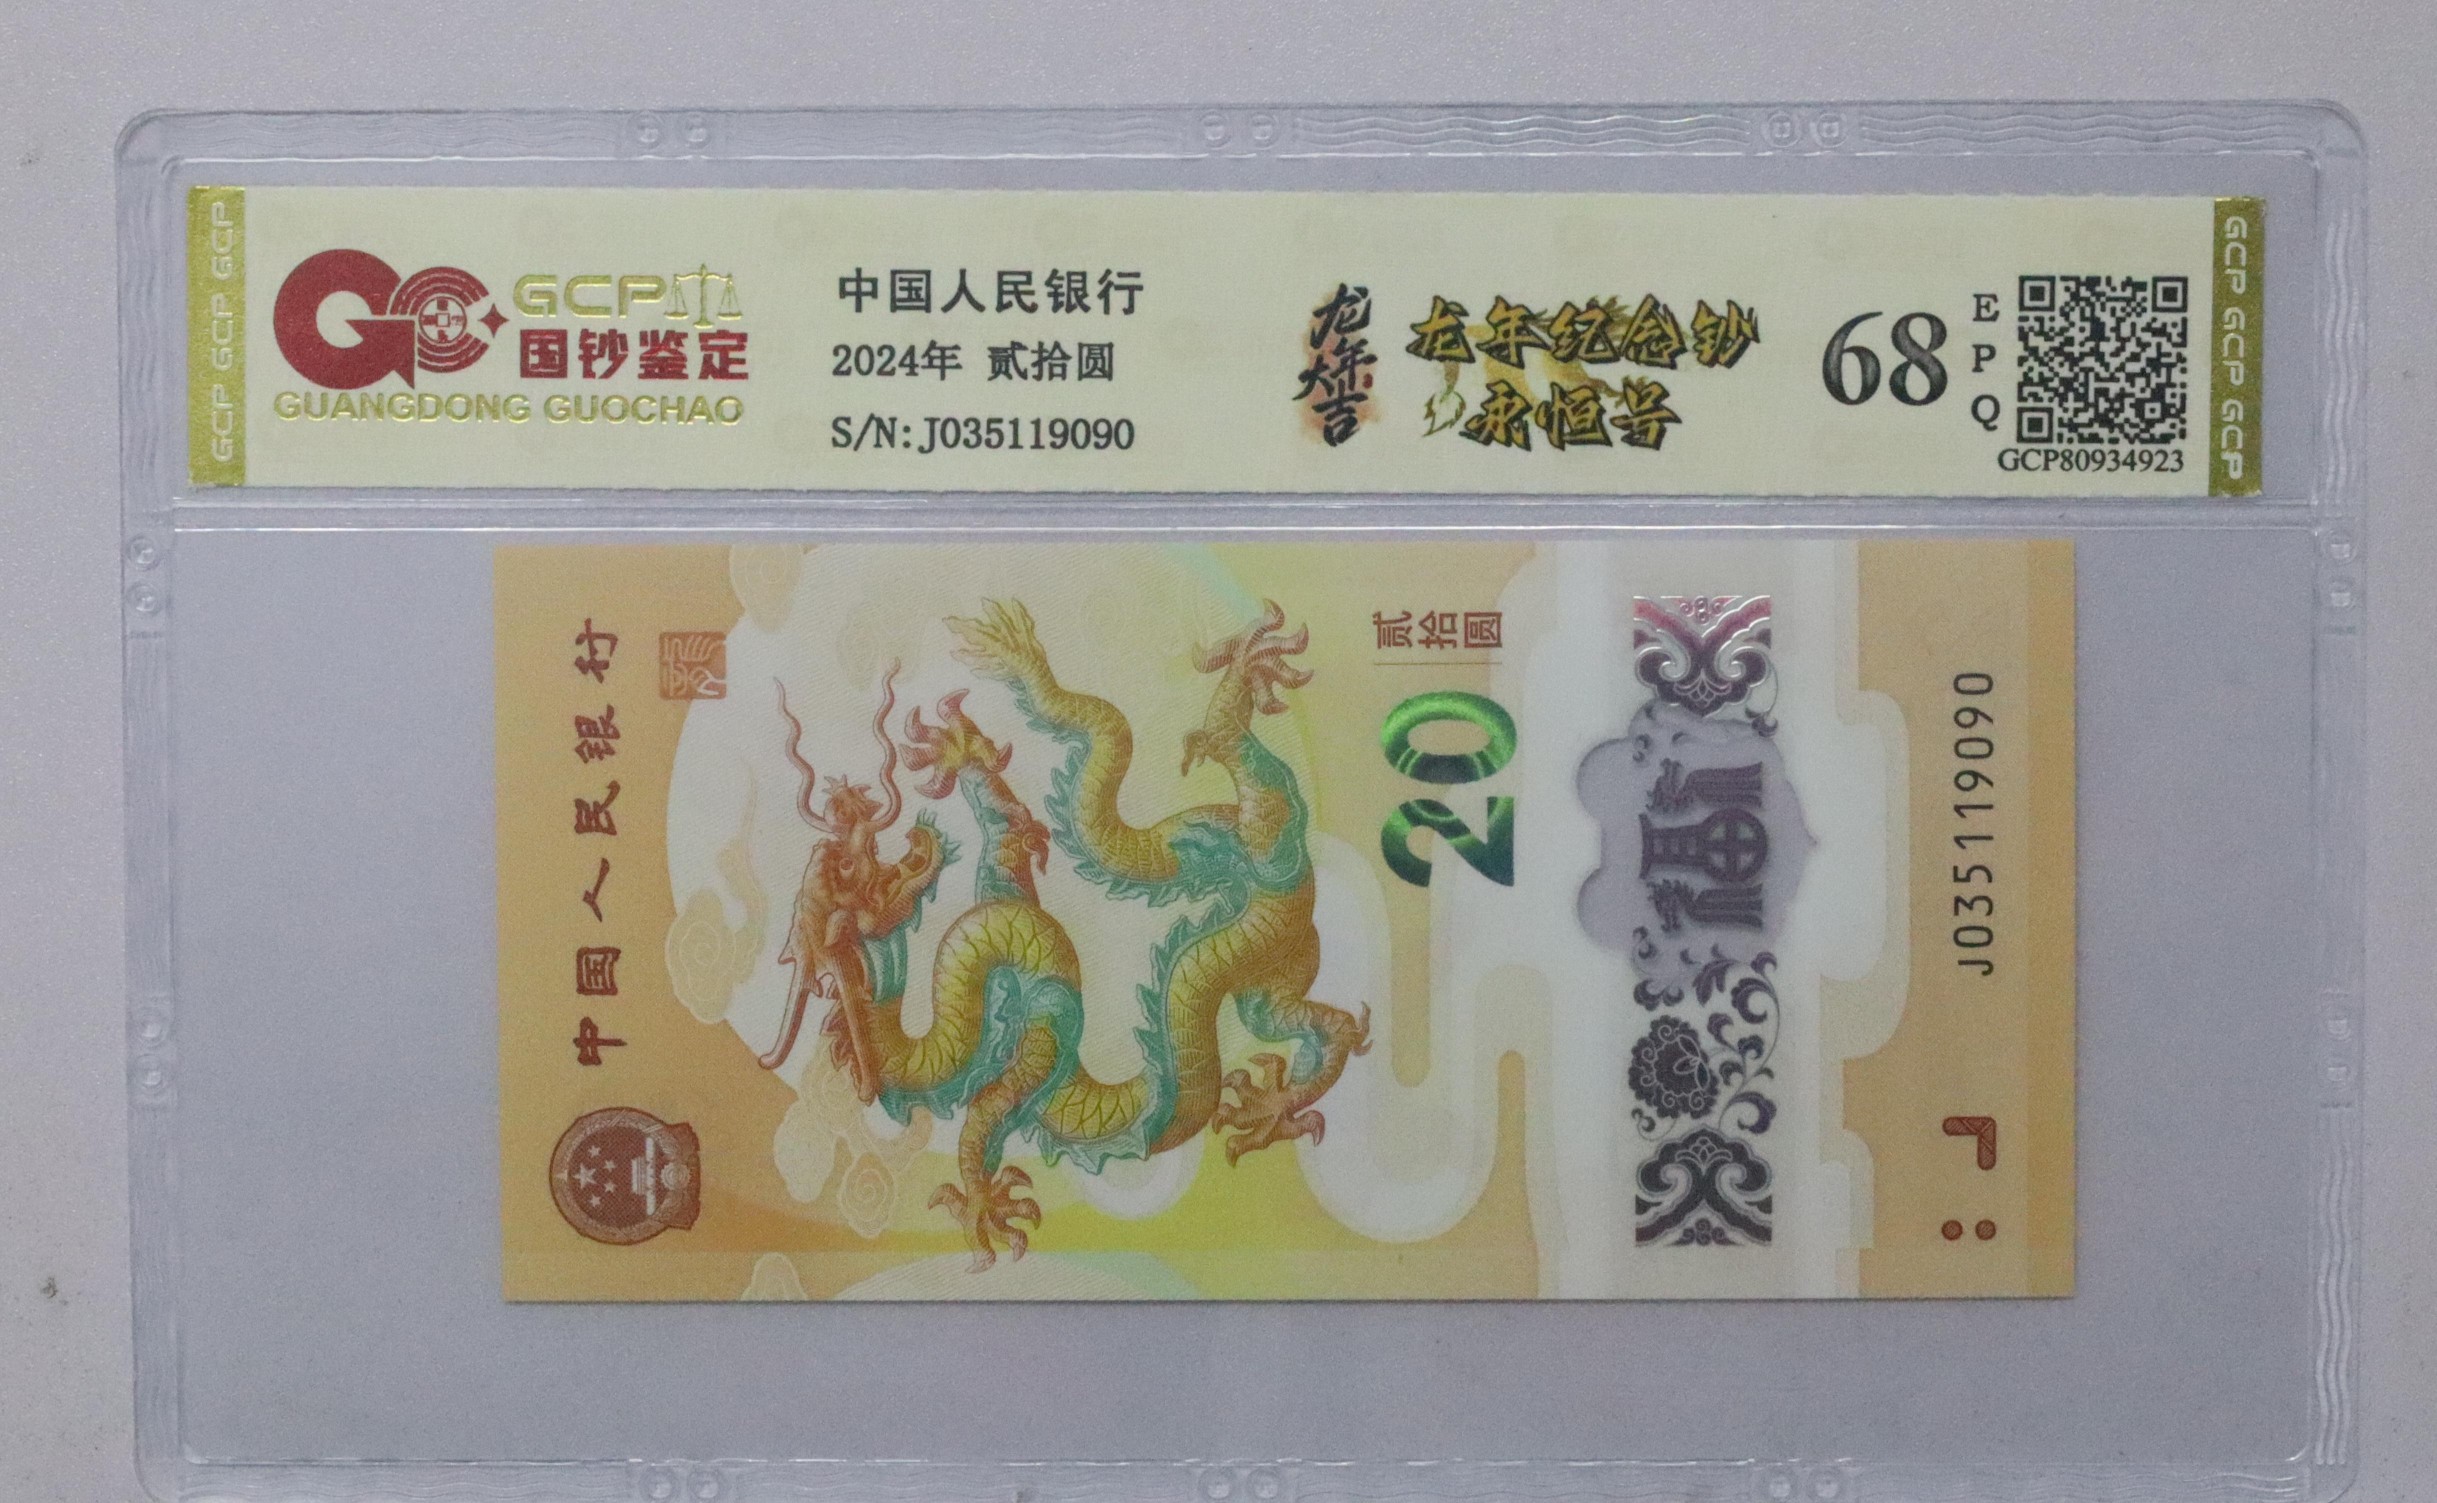 GCP GCP GCP
GCP
国钞鉴定
GUANGDONG GUOCHAO
中国人民银行
2024年 贰拾圆
S/N:J035119090
龙年大吉
龙年纪念钞
永恒号
68
EPQ
GCP80934923
GCP GCP GCP
中国人民银行
贰拾圆
20
福
J035119090